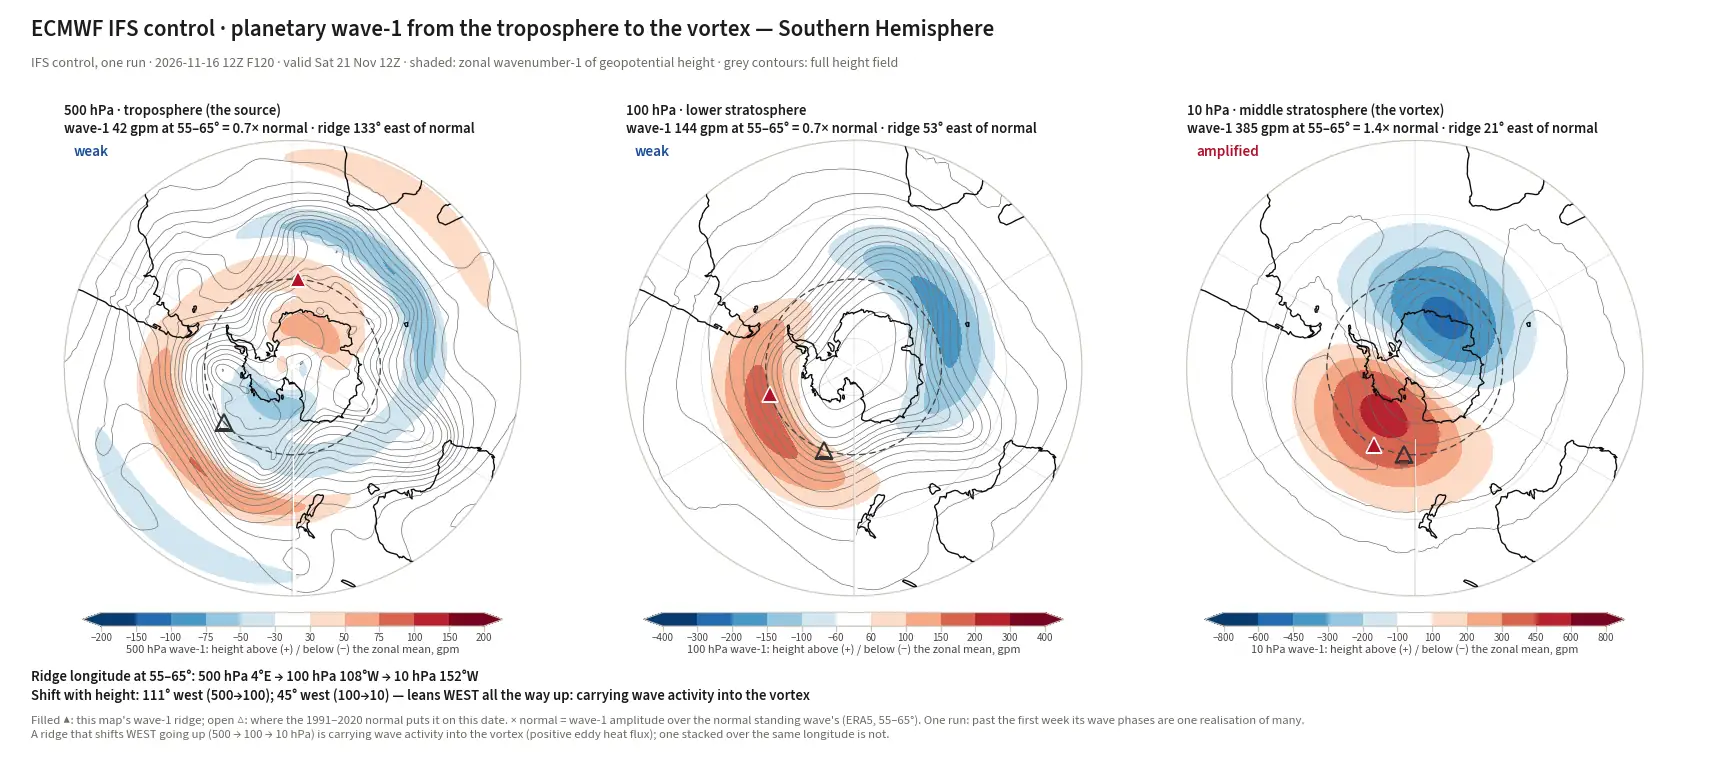 ECMWF IFS control · planetary wave-1 from the troposphere to the vortex — Southern Hemisphere
IFS control, one run · 2026-11-16 12Z F120 · valid Sat 21 Nov 12Z · shaded: zonal wavenumber-1 of geopotential height · grey contours: full height field
500 hPa · troposphere (the source)
wave-1 42 gpm at 55–65° = 0.7× normal · ridge 133° east of normal
weak
100 hPa · lower stratosphere
wave-1 144 gpm at 55–65° = 0.7× normal · ridge 53° east of normal
weak
10 hPa · middle stratosphere (the vortex)
wave-1 385 gpm at 55–65° = 1.4× normal · ridge 21° east of normal
amplified
−200 −150 −100 −75 −50 −30 30 50 75 100 150 200
500 hPa wave-1: height above (+) / below (−) the zonal mean, gpm
−400 −300 −200 −150 −100 −60 60 100 150 200 300 400
100 hPa wave-1: height above (+) / below (−) the zonal mean, gpm
−800 −600 −450 −300 −200 −100 100 200 300 450 600 800
10 hPa wave-1: height above (+) / below (−) the zonal mean, gpm
Ridge longitude at 55–65°: 500 hPa 4°E → 100 hPa 108°W → 10 hPa 152°W
Shift with height: 111° west (500→100); 45° west (100→10) — leans WEST all the way up: carrying wave activity into the vortex
Filled ▲: this map's wave-1 ridge; open △: where the 1991–2020 normal puts it on this date. × normal = wave-1 amplitude over the normal standing wave's (ERA5, 55–65°). One run: past the first week its wave phases are one realisation of many.
A ridge that shifts WEST going up (500 → 100 → 10 hPa) is carrying wave activity into the vortex (positive eddy heat flux); one stacked over the same longitude is not.